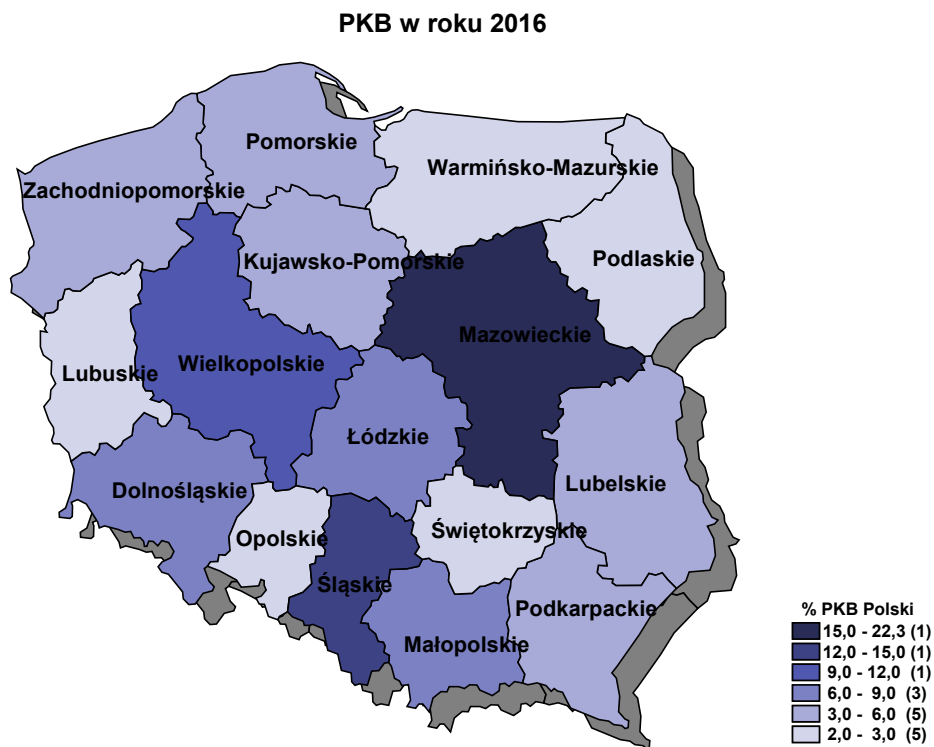 PKB w roku 2016
Pomorskie
Warmińsko-Mazurskie
Zachodniopomorskie
Kujawsko-Pomorskie
Podlaskie
Mazowieckie
Wielkopolskie
Lubuskie
Łódzkie
Lubelskie
Dolnośląskie
Świętokrzyskie
Opolskie
Śląskie
Podkarpackie
Małopolskie
% PKB Polski
15,0 - 22,3 (1)
12,0 - 15,0 (1)
9,0 - 12,0 (1)
6,0 - 9,0 (3)
3,0 - 6,0 (5)
2,0 - 3,0 (5)